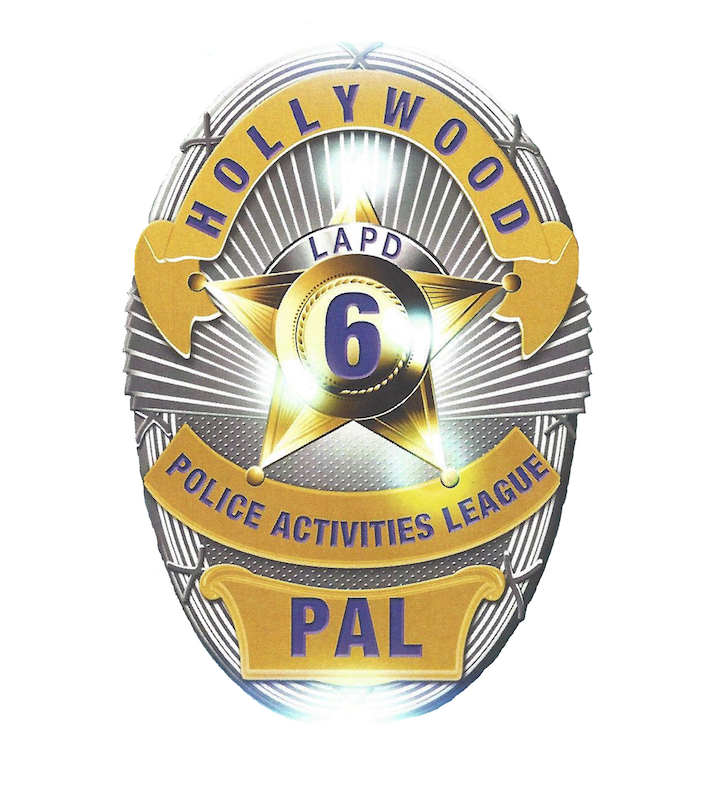 HOLLYWOOD
LAPD
6
POLICE ACTIVITIES LEAGUE
PAL